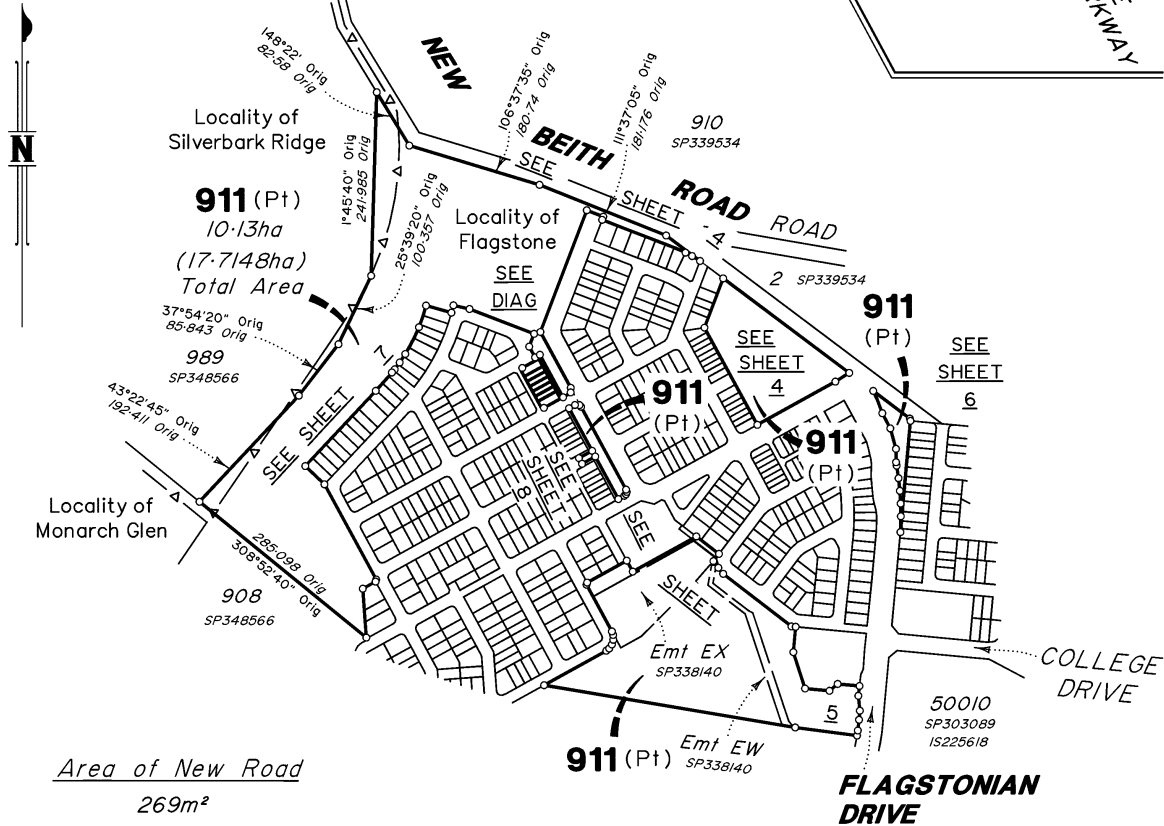 RKWAY
148°22' Orig
82·58 Orig
NEW
106°37'35" Orig
180·74 Orig
111°37'05" Orig
181·176 Orig
910
SP339534
Locality of
Silverbark Ridge
N
BEITH
SEE
SHEET
4
ROAD
ROAD
1°45'40" Orig
241·985 Orig
25°39'20" Orig
100·357 Orig
911 (Pt)
10·13ha
(17·7148ha)
Total Area
Locality of
Flagstone
SEE
DIAG
2 SP339534
911
(Pt)
37°54'20" Orig
85·843 Orig
989
SP348566
SEE
SHEET
4
SEE
SHEET
6
43°22'45" Orig
192·411 Orig
SEE SHEET
7
911
(Pt)
911
(Pt)
SEE
SHEET
8
Locality of
Monarch Glen
285·098 Orig
308°52'40" Orig
908
SP348566
SEE
SHEET
5
Emt EX
SP338140
COLLEGE
DRIVE
50010
SP303089
IS225618
911 (Pt)
Emt EW
SP338140
Area of New Road
269m²
FLAGSTONIAN
DRIVE